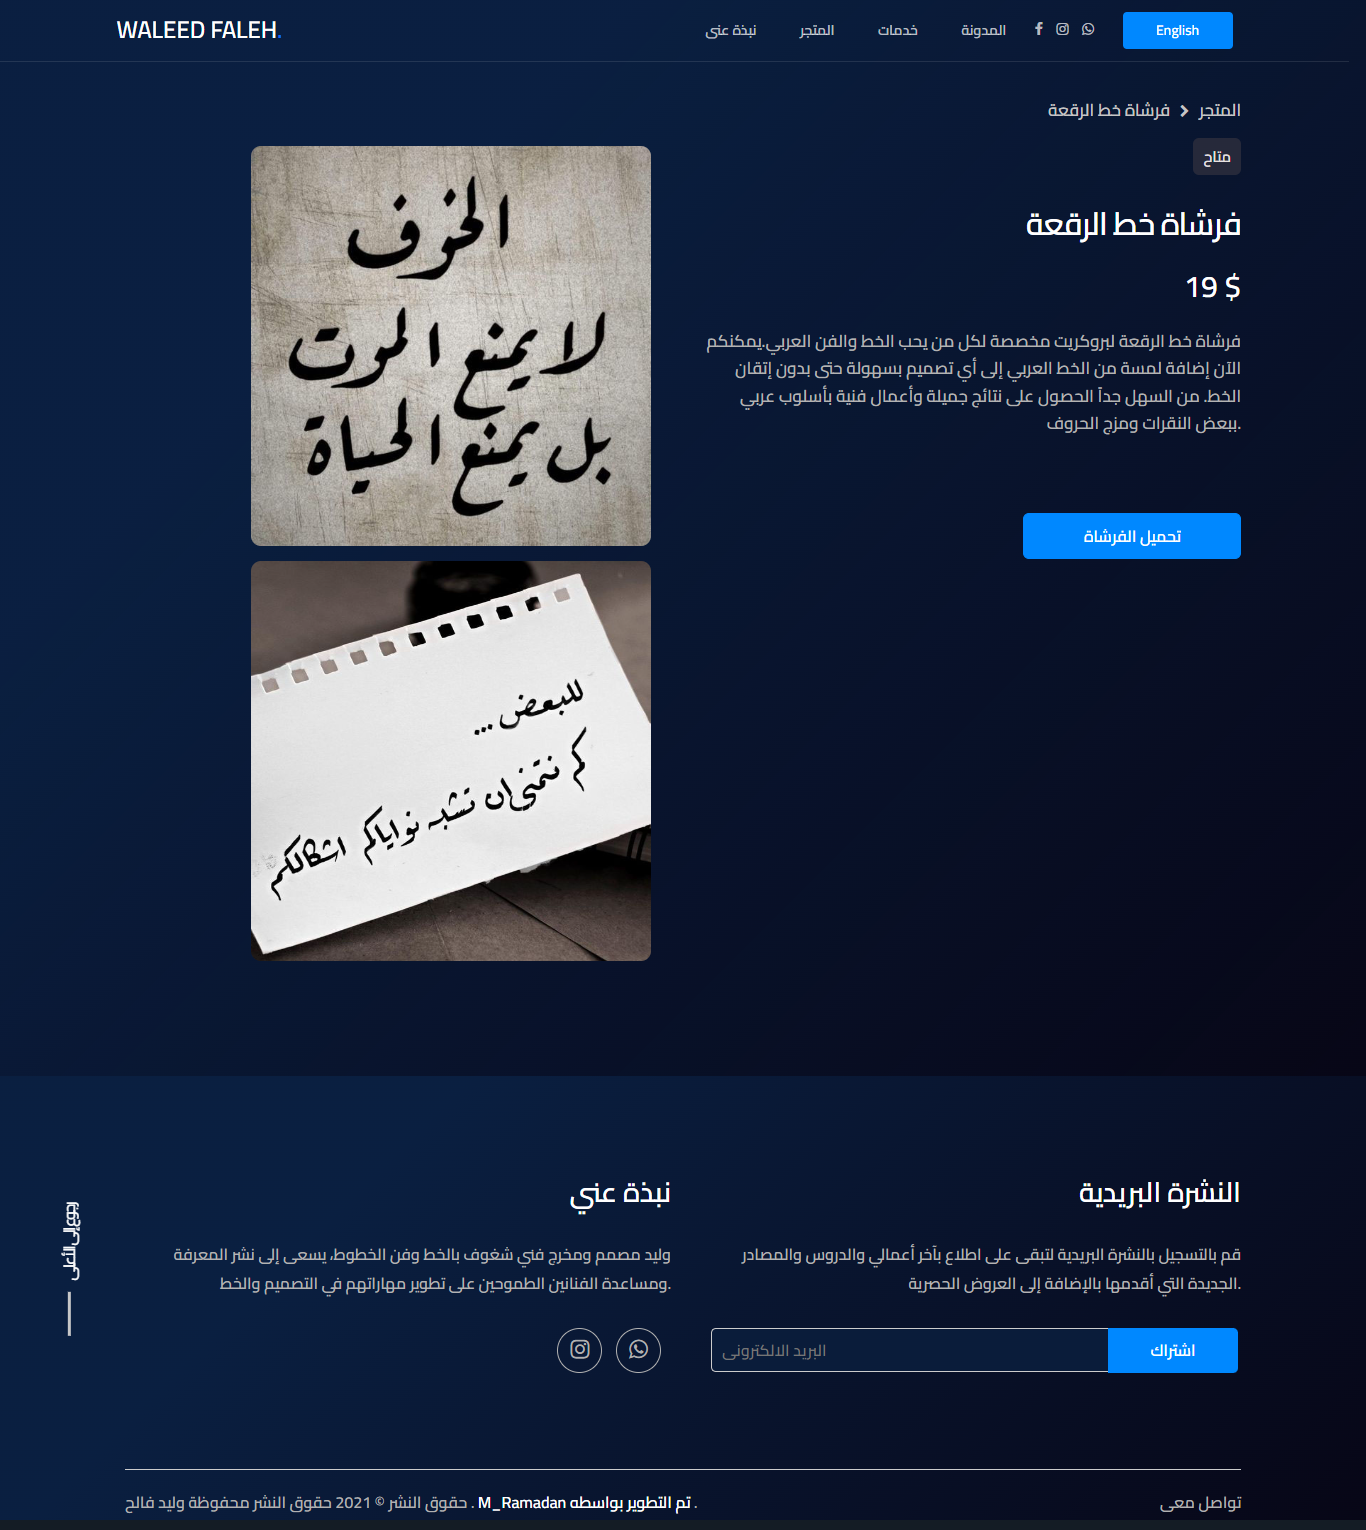 WALEED FALEH.
نبذة عنى
المتجر
خدمات
المدونة
English
المتجر > فرشاة خط الرقعة
متاح
فرشاة خط الرقعة
19 $
فرشاة خط الرقعة لبروكريت مخصصة لكل من يحب الخط والفن العربي.يمكنكم
الآن إضافة لمسة من الخط العربي إلى أي تصميم بسهولة حتى بدون إتقان
الخط. من السهل جداً الحصول على نتائج جميلة وأعمال فنية بأسلوب عربي
.ببعض النقرات ومزج الحروف
تحميل الفرشاة
الخوف
لا يمنع الموت
بل يمنع الحياة
للبعض...
كم نتمنى ان تشبه نواياكم اشكالكم
النشرة البريدية
قم بالتسجيل بالنشرة البريدية لتبقى على اطلاع بآخر أعمالي والدروس والمصادر
.الجديدة التي أقدمها بالإضافة إلى العروض الحصرية
البريد الالكترونى
اشتراك
نبذة عني
وليد مصمم ومخرج فني شغوف بالخط وفن الخطوط، يسعى إلى نشر المعرفة
.ومساعدة الفنانين الطموحين على تطوير مهاراتهم في التصميم والخط
رجوع إلى الأعلى
تواصل معى
حقوق النشر © 2021 حقوق النشر محفوظة وليد فالح . M_Ramadan تم التطوير بواسطه .